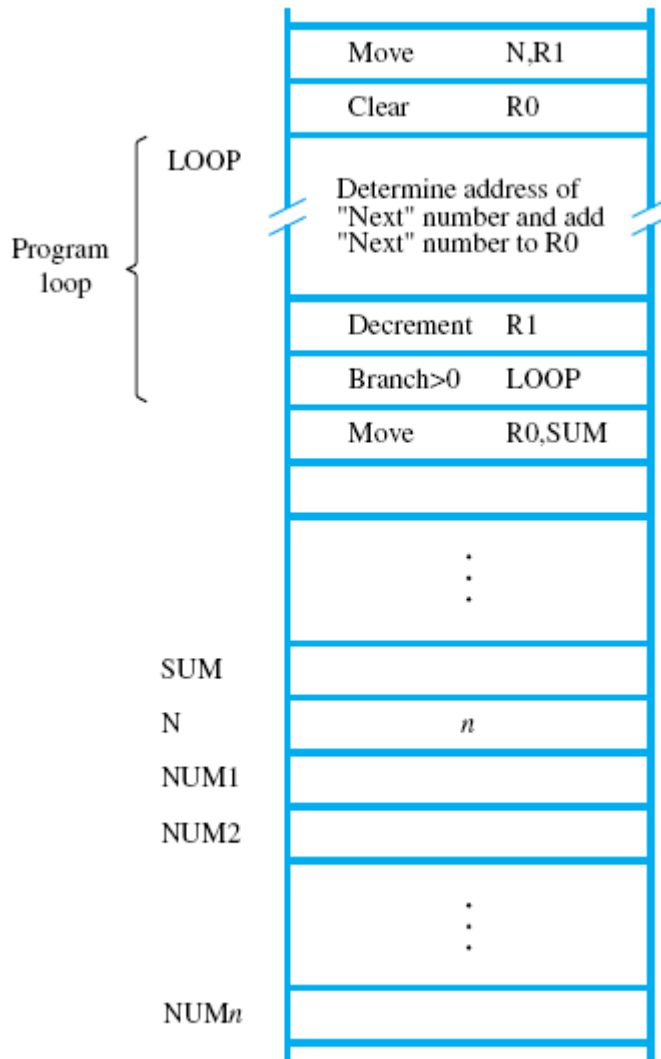 Move N,R1
Clear R0
LOOP
Determine address of
"Next" number and add
"Next" number to R0
Program
loop
Decrement R1
Branch>0 LOOP
Move R0,SUM
SUM
N n
NUM1
NUM2
NUMn